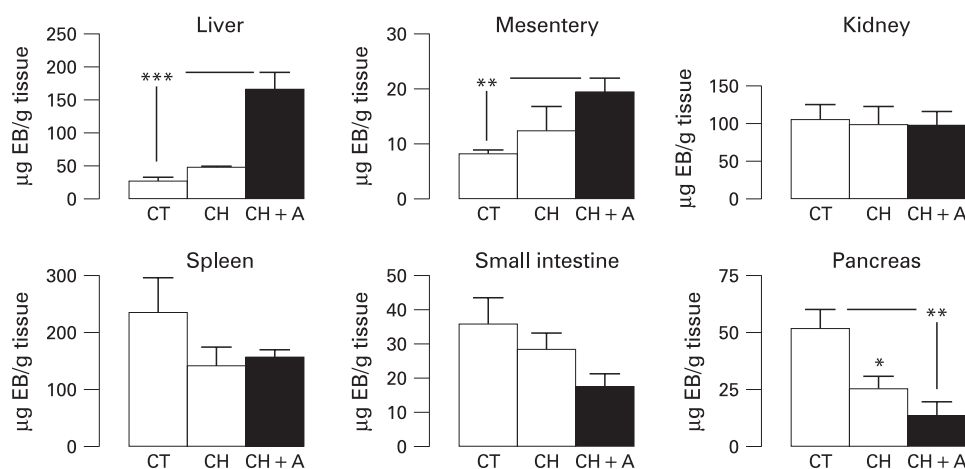 Liver
Mesentery
Kidney
µg EB/g tissue
250
200
150
100
50
0
***
CT
CH
CH + A
µg EB/g tissue
30
20
10
0
**
CT
CH
CH + A
µg EB/g tissue
150
100
50
0
CT
CH
CH + A
Spleen
Small intestine
Pancreas
µg EB/g tissue
300
200
100
0
CT
CH
CH + A
µg EB/g tissue
50
40
30
20
10
0
CT
CH
CH + A
µg EB/g tissue
75
50
25
0
*
**
CT
CH
CH + A